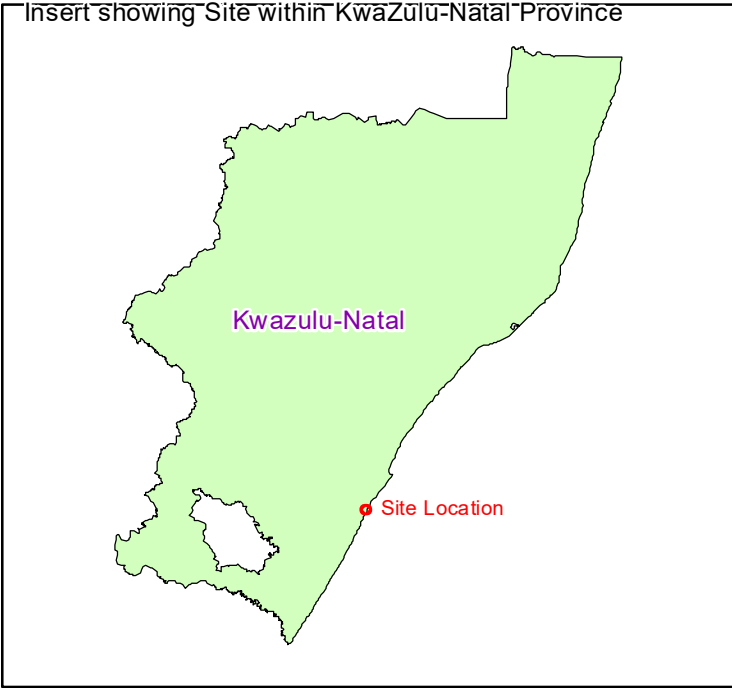 Insert showing Site within KwaZulu-Natal Province
Kwazulu-Natal
Site Location